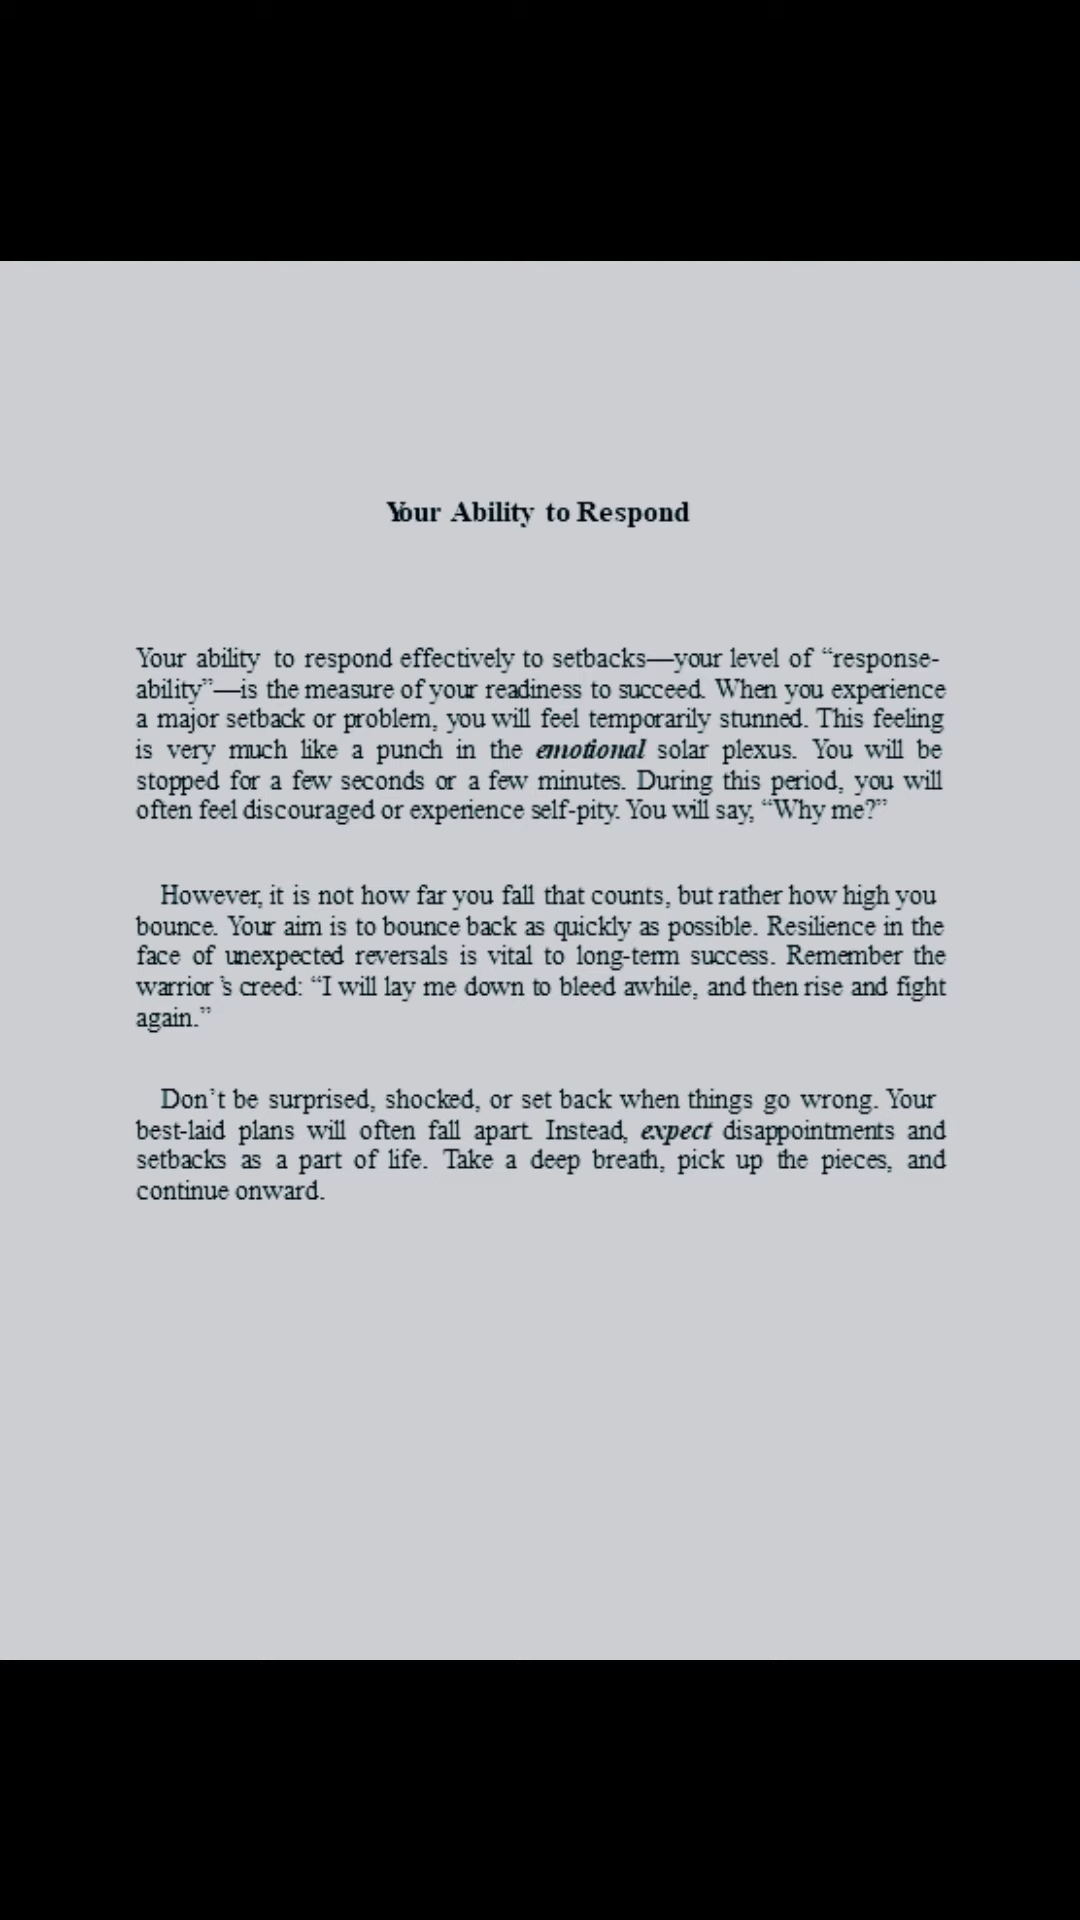 Your Ability to Respond
Your ability to respond effectively to setbacks—your level of “response-
ability”—is the measure of your readiness to succeed. When you experience
a major setback or problem, you will feel temporarily stunned. This feeling
is very much like a punch in the emotional solar plexus. You will be
stopped for a few seconds or a few minutes. During this period, you will
often feel discouraged or experience self-pity. You will say, “Why me?”
However, it is not how far you fall that counts, but rather how high you
bounce. Your aim is to bounce back as quickly as possible. Resilience in the
face of unexpected reversals is vital to long-term success. Remember the
warrior’s creed: “I will lay me down to bleed awhile, and then rise and fight
again.”
Don’t be surprised, shocked, or set back when things go wrong. Your
best-laid plans will often fall apart. Instead, expect disappointments and
setbacks as a part of life. Take a deep breath, pick up the pieces, and
continue onward.